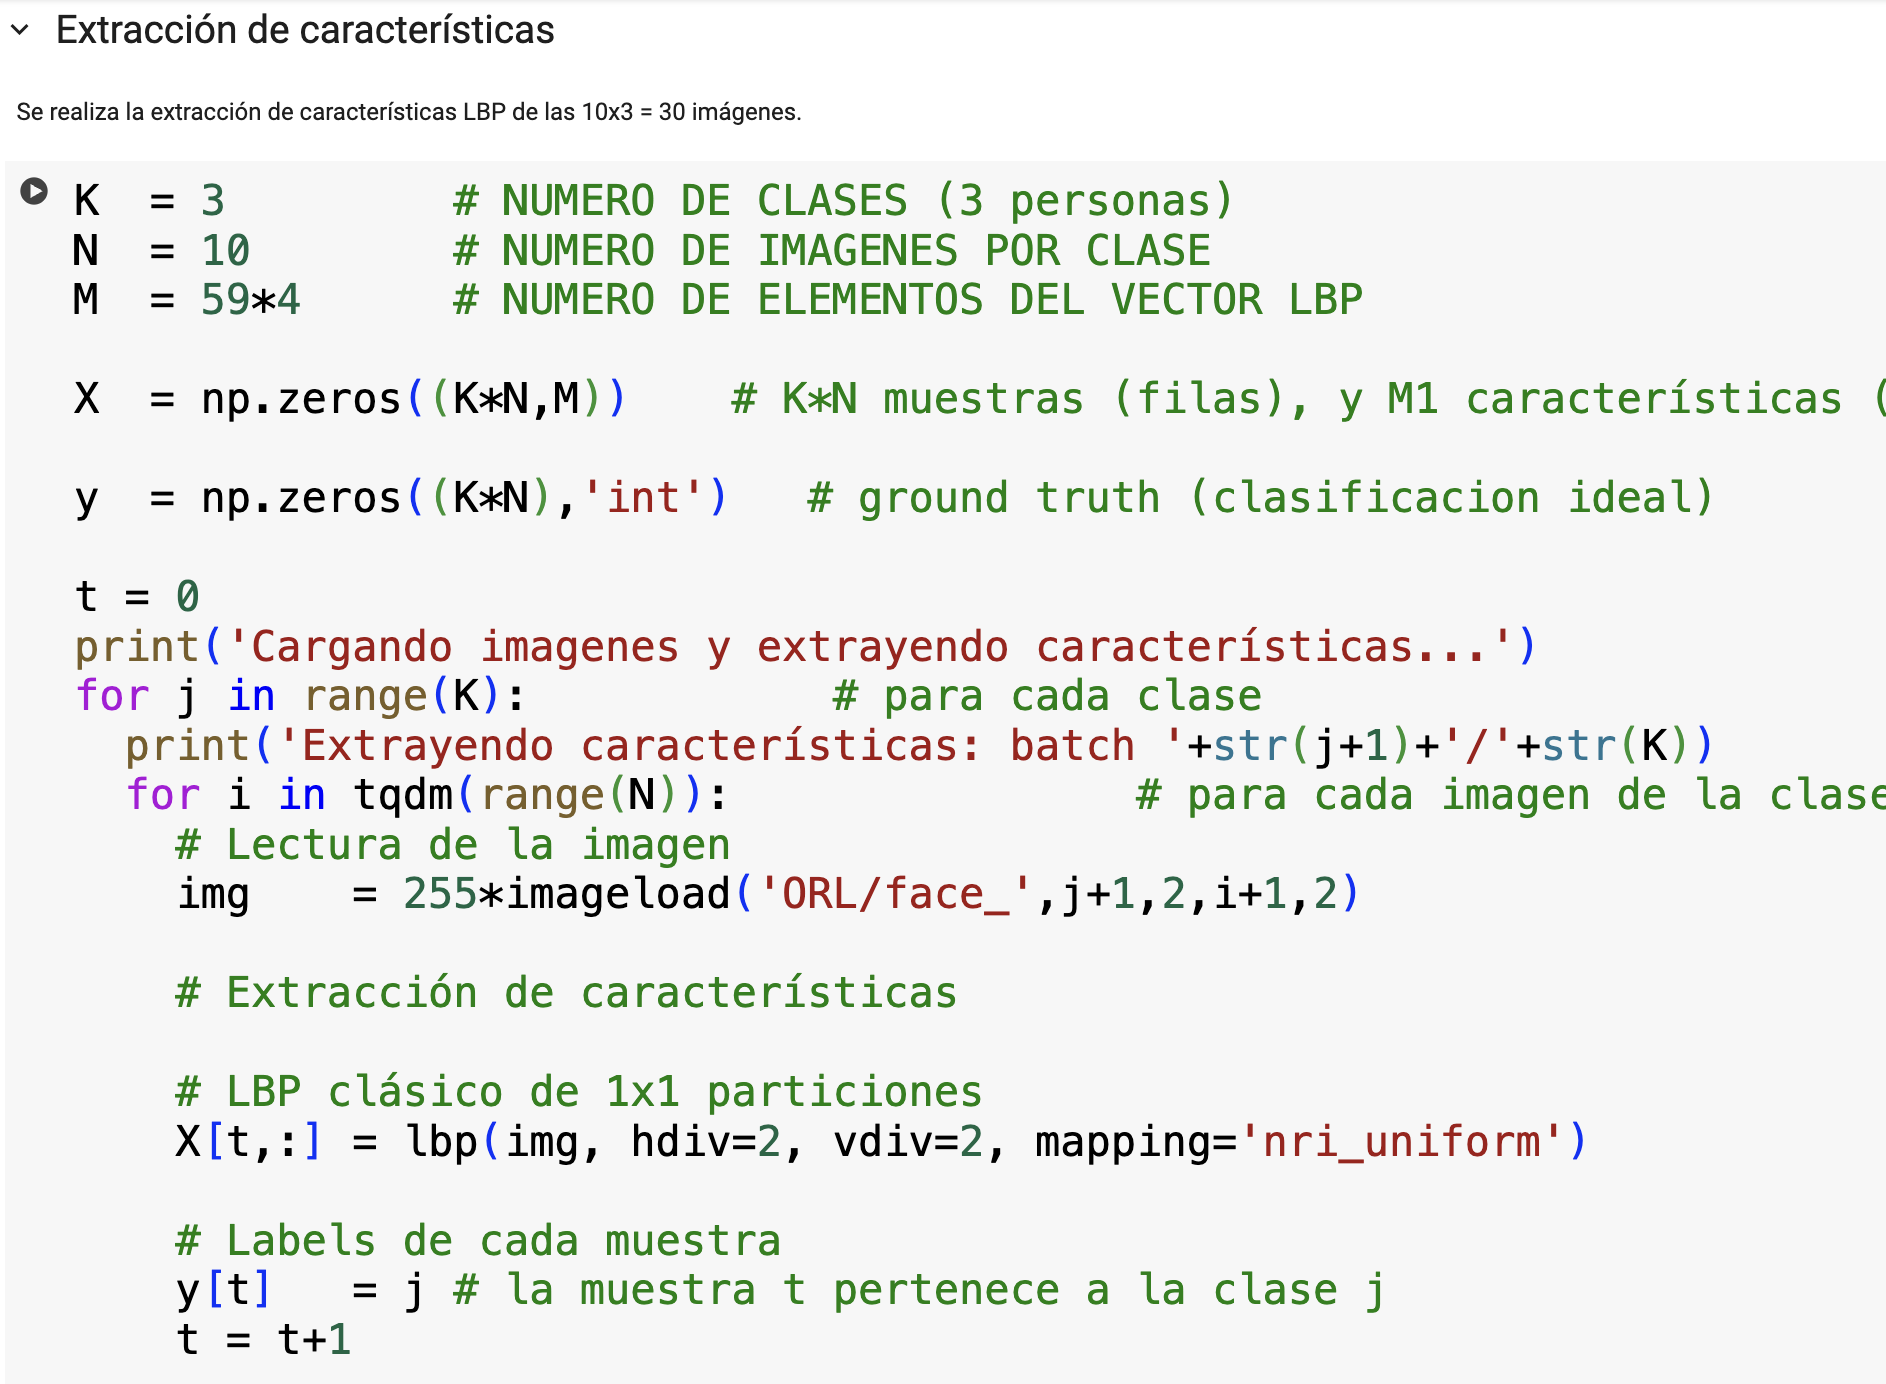 Extracción de características
Se realiza la extracción de características LBP de las 10x3 = 30 imágenes.
K  = 3         # NUMERO DE CLASES (3 personas)
N  = 10        # NUMERO DE IMAGENES POR CLASE
M  = 59*4      # NUMERO DE ELEMENTOS DEL VECTOR LBP
X  = np.zeros((K*N,M))    # K*N muestras (filas), y M1 características (
y  = np.zeros((K*N),'int')   # ground truth (clasificacion ideal)
t = 0
print('Cargando imagenes y extrayendo características...')
for j in range(K):            # para cada clase
  print('Extrayendo características: batch '+str(j+1)+'/'+str(K))
  for i in tqdm(range(N)):                # para cada imagen de la clase
    # Lectura de la imagen
    img    = 255*imageload('ORL/face_',j+1,2,i+1,2)
    # Extracción de características
    # LBP clásico de 1x1 particiones
    X[t,:] = lbp(img, hdiv=2, vdiv=2, mapping='nri_uniform')
    # Labels de cada muestra
    y[t]   = j # la muestra t pertenece a la clase j
    t = t+1